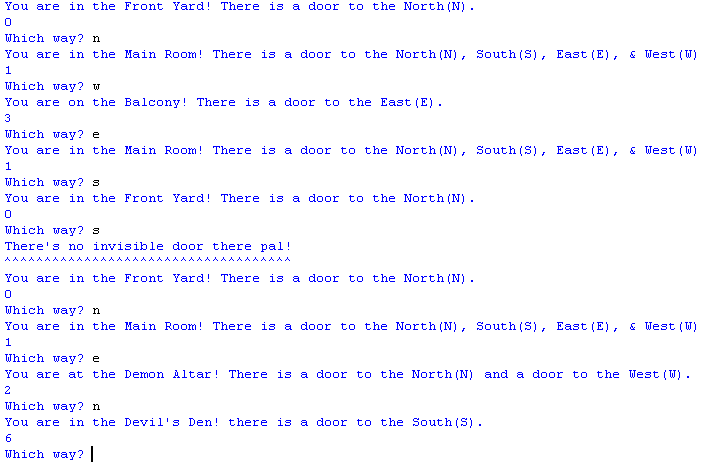 You are in the Front Yard! There is a door to the North(N).
0
Which way? n
You are in the Main Room! There is a door to the North(N), South(S), East(E), & West(W)
1
Which way? w
You are on the Balcony! There is a door to the East(E).
3
Which way? e
You are in the Main Room! There is a door to the North(N), South(S), East(E), & West(W)
1
Which way? s
You are in the Front Yard! There is a door to the North(N).
0
Which way? s
There's no invisible door there pal!
^^^^^^^^^^^^^^^^^^^^^^^^^^^^^^^^^^^^
You are in the Front Yard! There is a door to the North(N).
0
Which way? n
You are in the Main Room! There is a door to the North(N), South(S), East(E), & West(W)
1
Which way? e
You are at the Demon Altar! There is a door to the North(N) and a door to the West(W).
2
Which way? n
You are in the Devil's Den! there is a door to the South(S).
6
Which way?